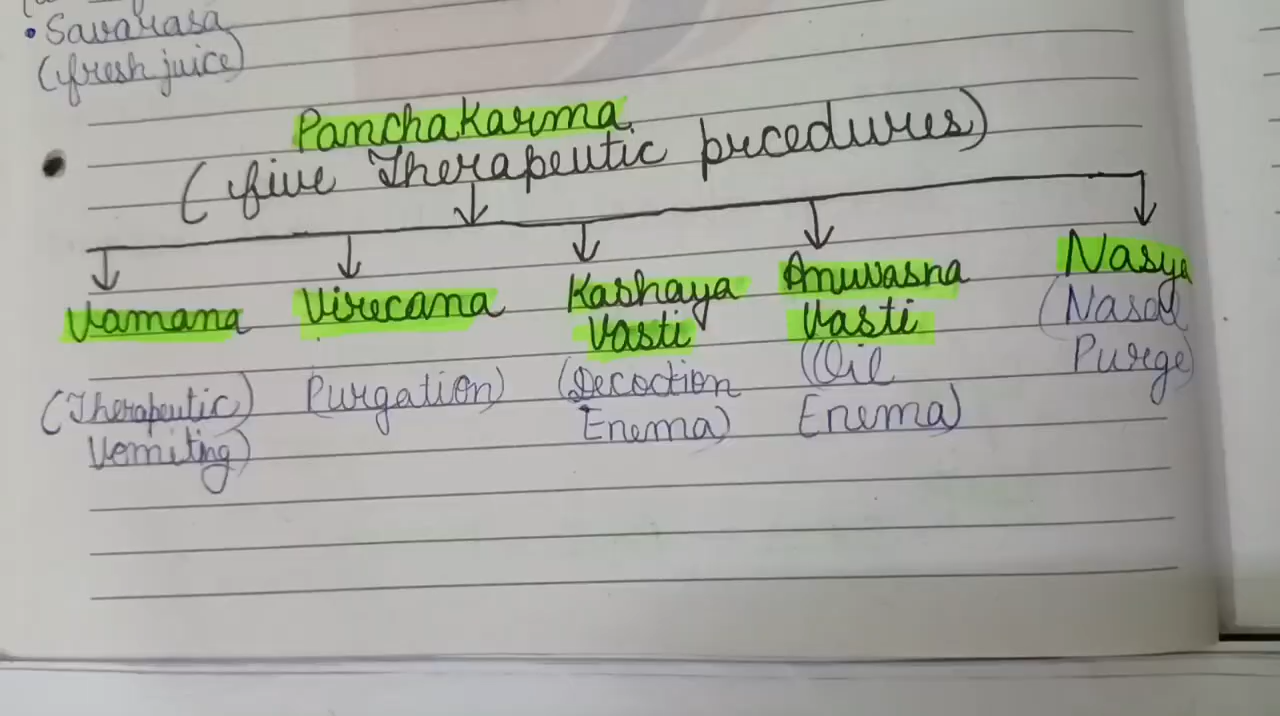 • Savarasa
(fresh juice)
• Panchakarma
(five Therapeutic prcedures)
Vamana
(Therapeutic)
Vomiting)
Virecana
(Purgation)
Kashaya
Vasti
(Decoction
Enema)
Anuvasna
Vasti
(Oil
Enema)
Nasya
(Nasal
Purge)